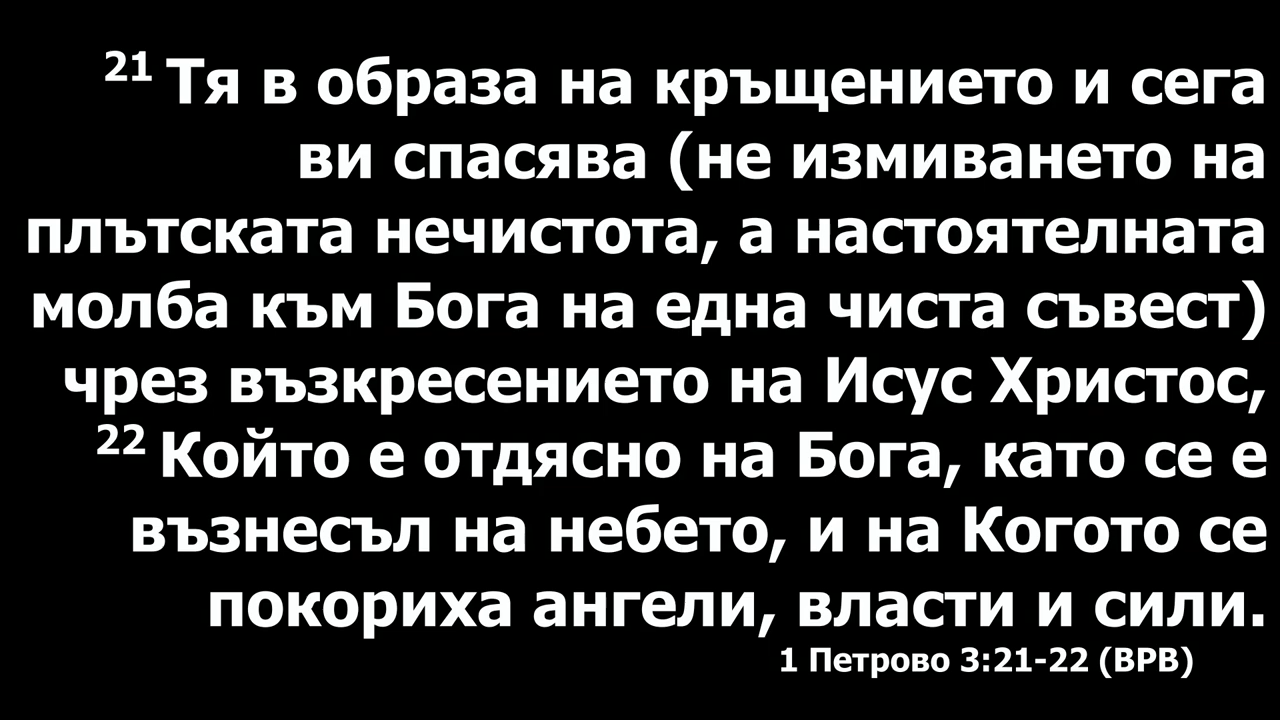 21 Тя в образа на кръщението и сега
ви спасява (не измиването на
плътската нечистота, а настоятелната
молба към Бога на една чиста съвест)
чрез възкресението на Исус Христос,
22 Който е отдясно на Бога, като се е
възнесъл на небето, и на Когото се
покориха ангели, власти и сили.
1 Петрово 3:21-22 (ВРВ)